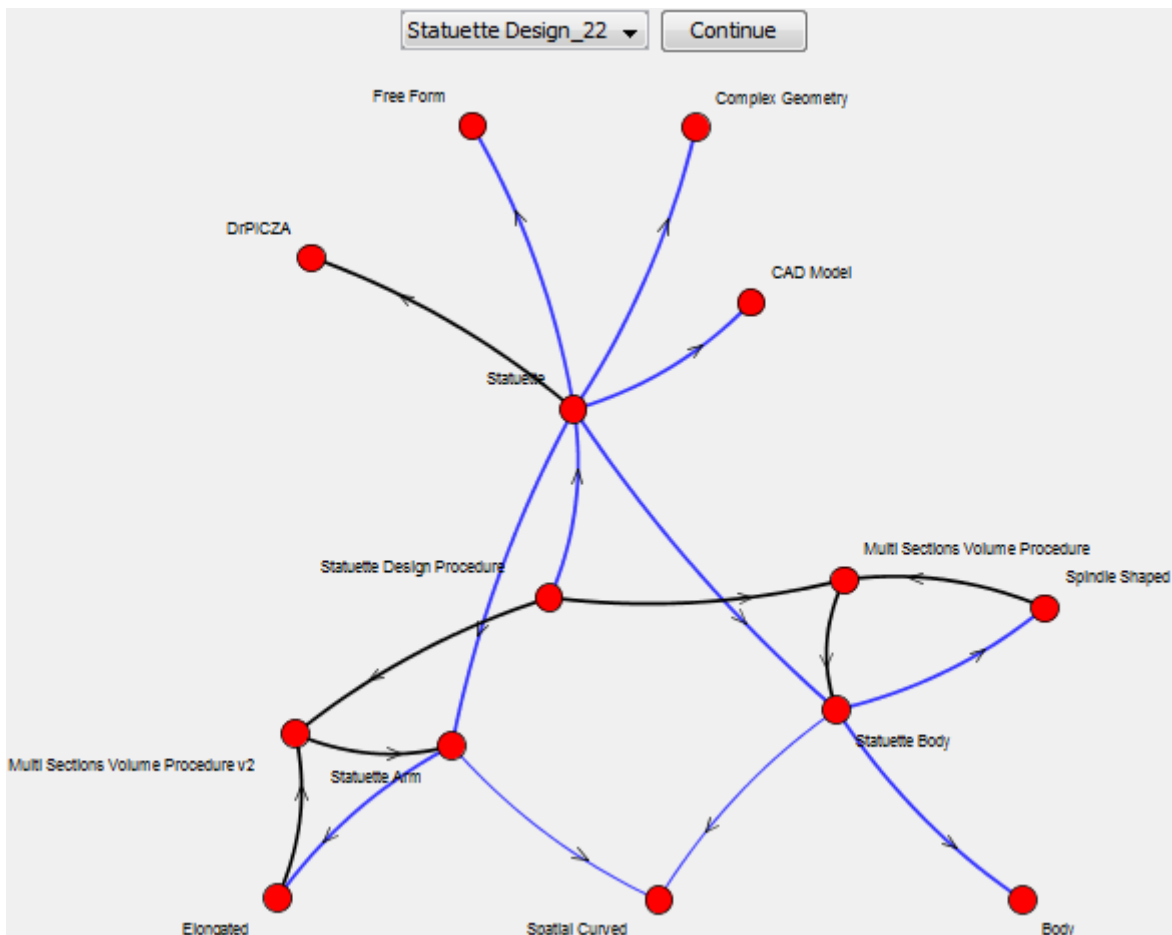 Statuette Design_22
Continue
Free Form
Complex Geometry
DrPICZA
CAD Model
Statuette
Multi Sections Volume Procedure
Statuette Design Procedure
Spindle Shaped
Statuette Body
Multi Sections Volume Procedure v2
Statuette Arm
Elongated
Spatial Curved
Body